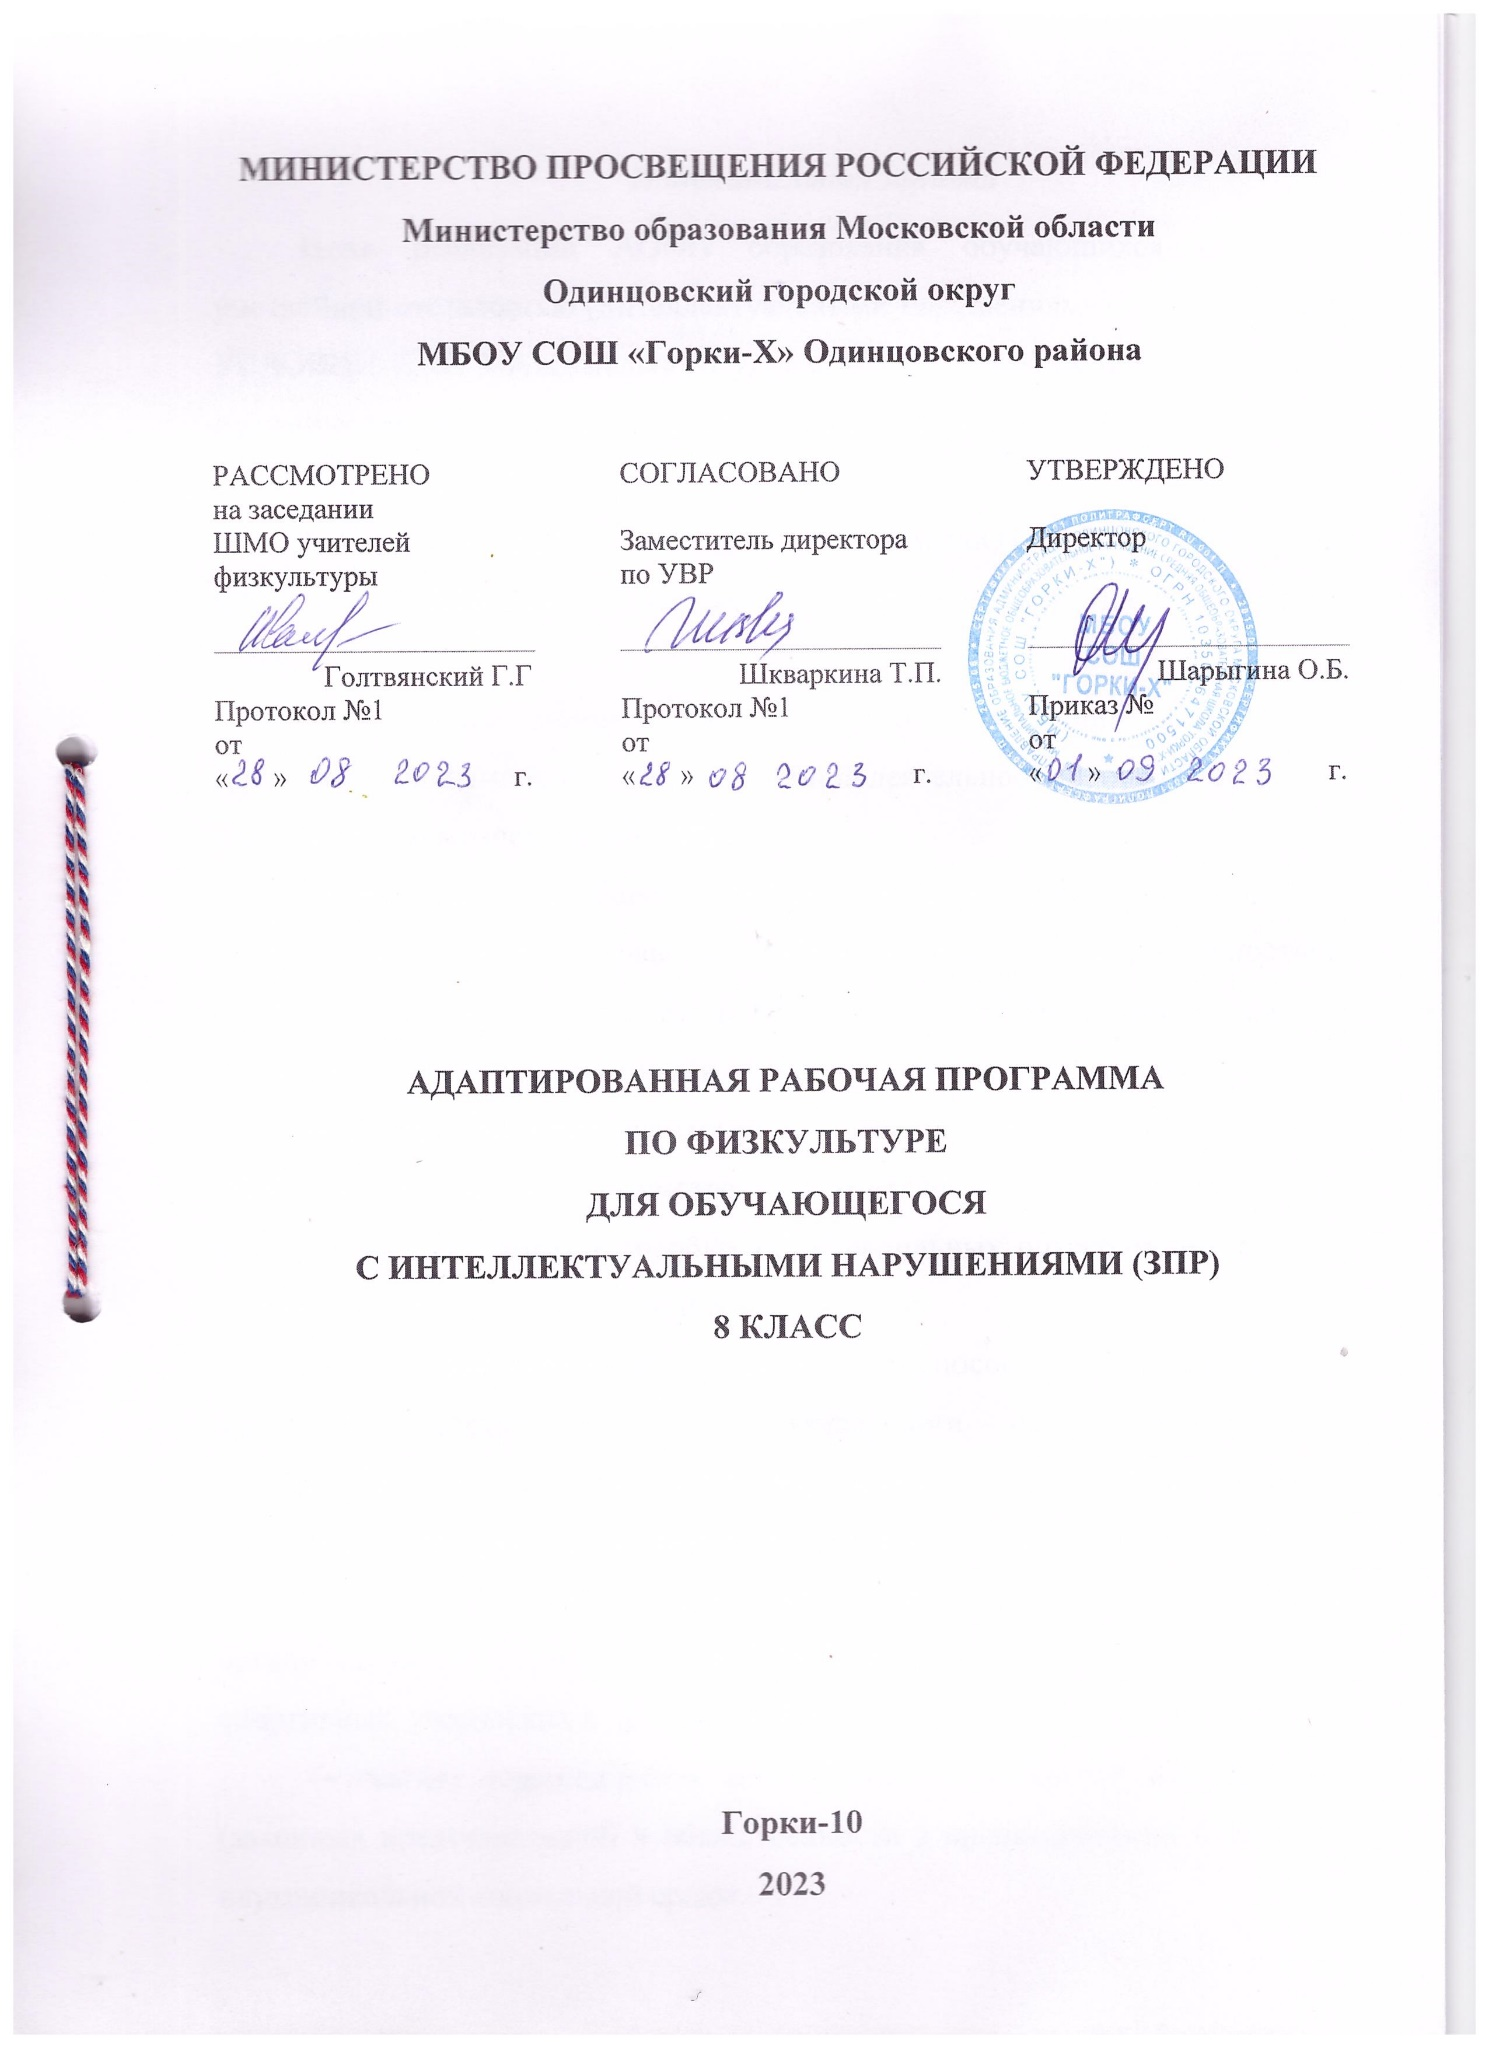 МИНИСТЕРСТВО ПРОСВЕЩЕНИЯ РОССИЙСКОЙ ФЕДЕРАЦИИ
Министерство образования Московской области
Одинцовский городской округ
МБОУ СОШ «Горки-X» Одинцовского района
РАССМОТРЕНО
на заседании
ШМО учителей
физкультуры
Голтвянский Г.Г
Протокол №1
от
«28 » 08 2023 г.
СОГЛАСОВАНО
Заместитель директора
по УВР
Шкваркина Т.П.
Протокол №1
от
«28 » 08 2023 г.
УТВЕРЖДЕНО
Директор
Шарыгина О.Б.
Приказ №
от
«01 » 09 2023 г.
МБОУ
СОШ
"ГОРКИ-X"
АДАПТИРОВАННАЯ РАБОЧАЯ ПРОГРАММА
ПО ФИЗКУЛЬТУРЕ
ДЛЯ ОБУЧАЮЩЕГОСЯ
С ИНТЕЛЛЕКТУАЛЬНЫМИ НАРУШЕНИЯМИ (ЗПР)
8 КЛАСС
Горки-10
2023